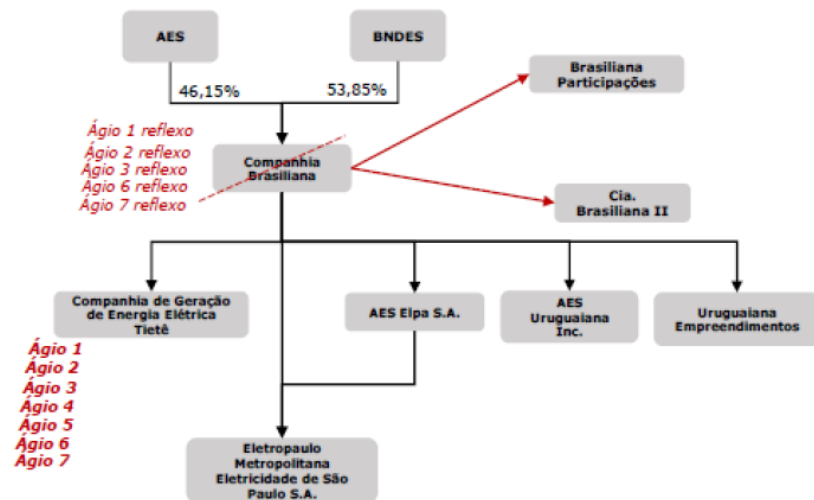 AES
BNDES
46,15%
53,85%
Brasiliana
Participações
Ágio 1 reflexo
Ágio 2 reflexo
Ágio 3 reflexo
Ágio 6 reflexo
Ágio 7 reflexo
Companhia
Brasiliana
Cia.
Brasiliana II
Companhia de Geração
de Energia Elétrica
Tietê
AES Elpa S.A.
AES
Uruguaiana
Inc.
Uruguaiana
Empreendimentos
Ágio 1
Ágio 2
Ágio 3
Ágio 4
Ágio 5
Ágio 6
Ágio 7
Eletropaulo
Metropolitana
Eletricidade de São
Paulo S.A.